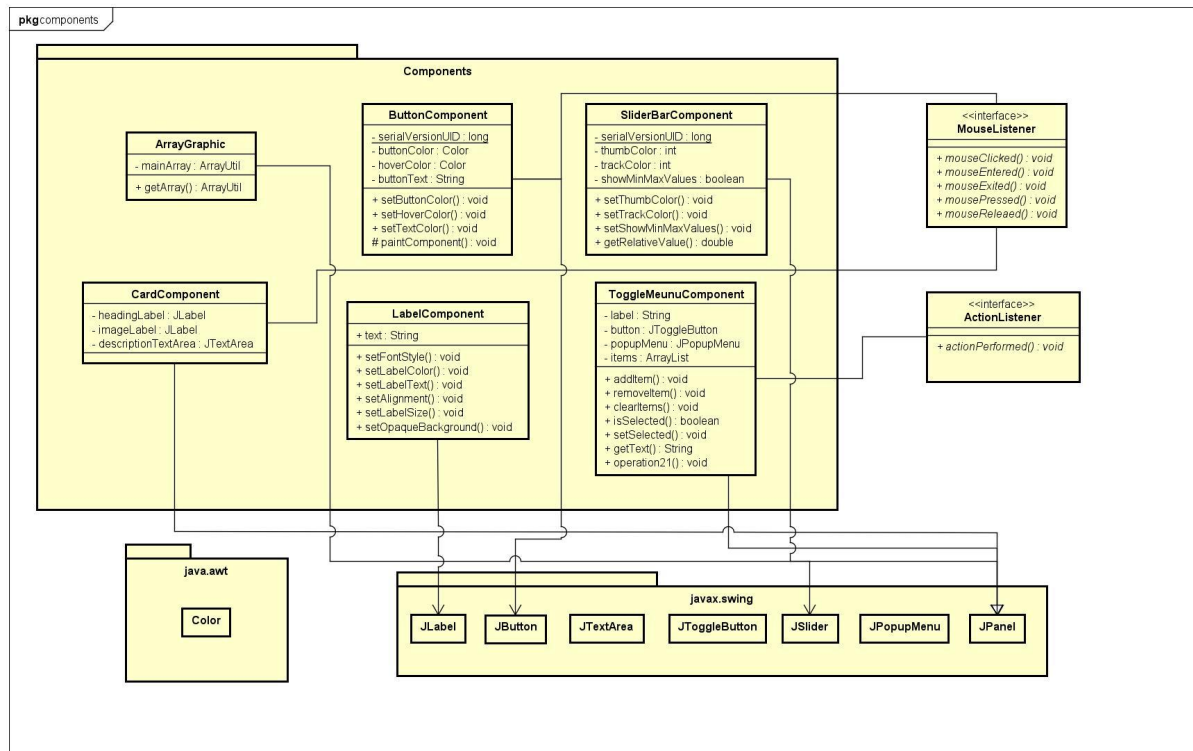 pkg components
Components
ArrayGraphic
- mainArray : ArrayUtil
+ getArray() : ArrayUtil
ButtonComponent
- serialVersionUID : long
- buttonColor : Color
- hoverColor : Color
- buttonText : String
+ setButtonColor() : void
+ setHoverColor() : void
+ setTextColor() : void
# paintComponent() : void
SliderBarComponent
- serialVersionUID : long
- thumbColor : int
- trackColor : int
- showMinMaxValues : boolean
+ setThumbColor() : void
+ setTrackColor() : void
+ setShowMinMaxValues() : void
+ getRelativeValue() : double
<<interface>>
MouseListener
+ mouseClicked() : void
+ mouseEntered() : void
+ mouseExited() : void
+ mousePressed() : void
+ mouseReleaed() : void
CardComponent
- headingLabel : JLabel
- imageLabel : JLabel
- descriptionTextArea : JTextArea
LabelComponent
+ text : String
+ setFontStyle() : void
+ setLabelColor() : void
+ setLabelText() : void
+ setAlignment() : void
+ setLabelSize() : void
+ setOpaqueBackground() : void
ToggleMeunuComponent
- label : String
- button : JToggleButton
- popupMenu : JPopupMenu
- items : ArrayList
+ addItem() : void
+ removeItem() : void
+ clearItems() : void
+ isSelected() : boolean
+ setSelected() : void
+ getText() : String
+ operation21() : void
<<interface>>
ActionListener
+ actionPerformed() : void
java.awt
Color
javax.swing
JLabel
JButton
JTextArea
JToggleButton
JSlider
JPopupMenu
JPanel